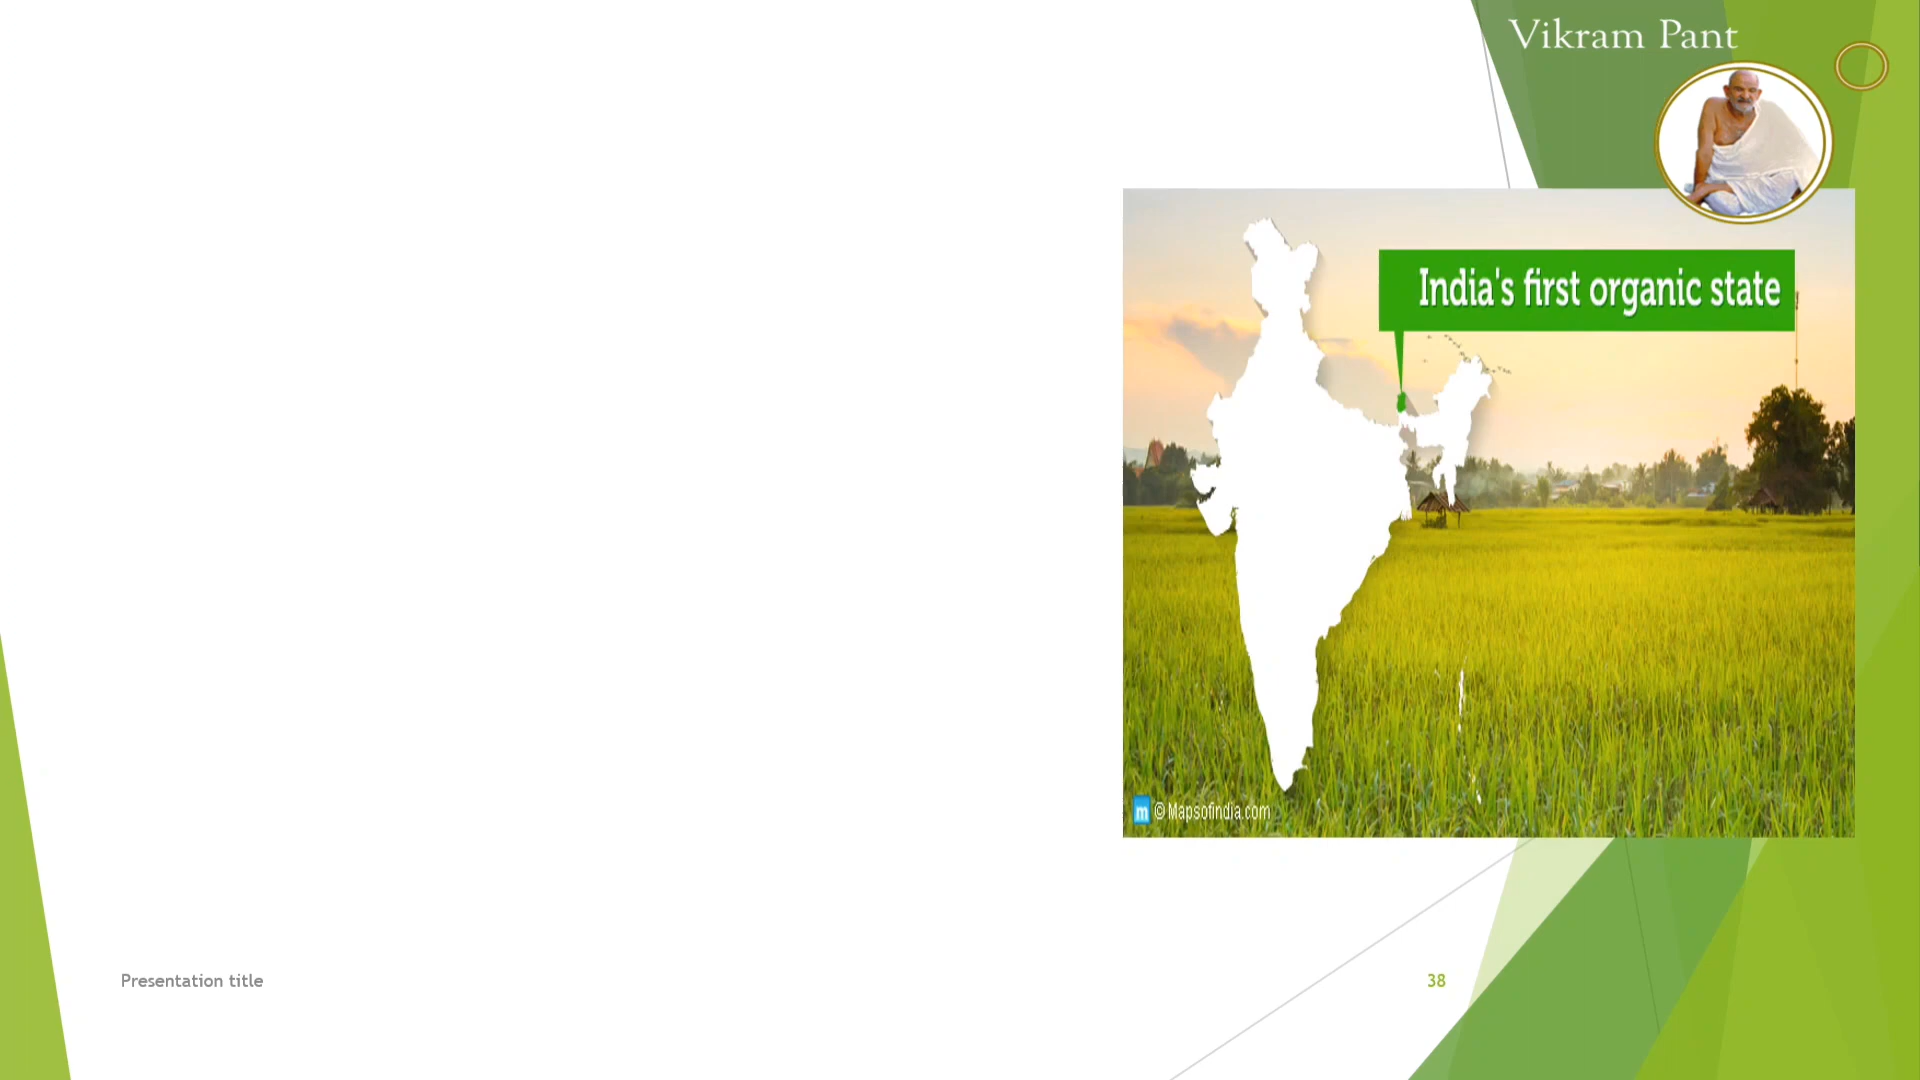 Vikram Pant
India's first organic state
m © Mapsofindia.com
Presentation title
38